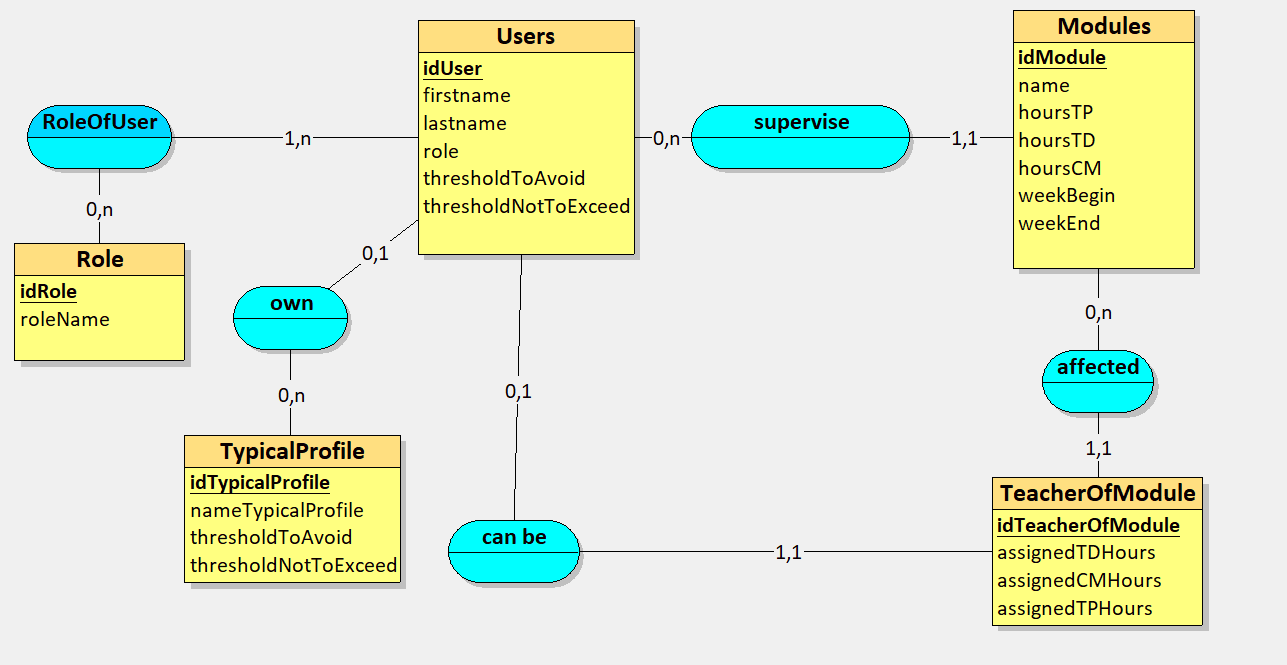 Users
idUser
firstname
lastname
role
thresholdToAvoid
thresholdNotToExceed
Modules
idModule
name
hoursTP
hoursTD
hoursCM
weekBegin
weekEnd
RoleOfUser
1,n
0,n
supervise
1,1
0,n
Role
idRole
roleName
0,1
own
0,n
TypicalProfile
idTypicalProfile
nameTypicalProfile
thresholdToAvoid
thresholdNotToExceed
0,1
can be
1,1
0,n
affected
1,1
TeacherOfModule
idTeacherOfModule
assignedTDHours
assignedCMHours
assignedTPHours